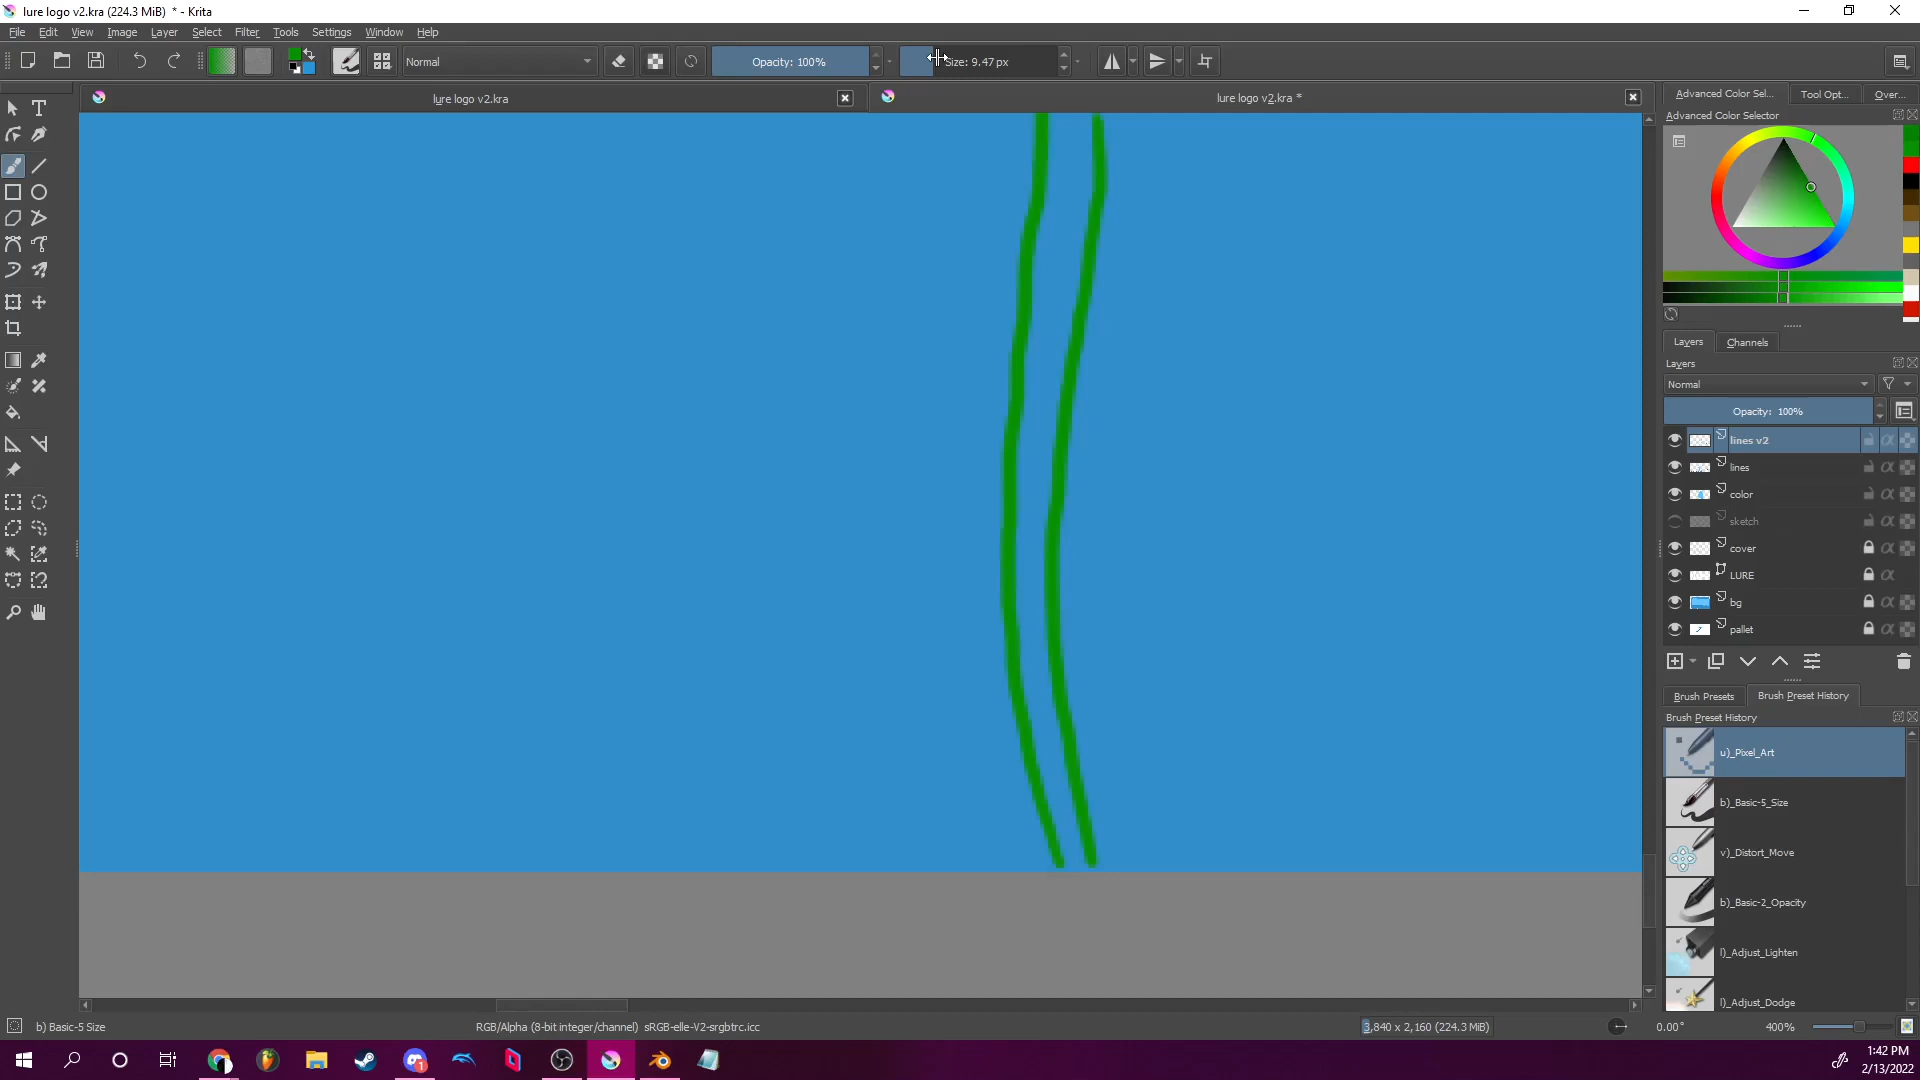 lure logo v2.kra (224.3 MiB) * - Krita
File Edit View Image Layer Select Filter Tools Settings Window Help
Normal
Opacity: 100%
Size: 9.47 px
lure logo v2.kra
lure logo v2.kra *
Advanced Color Sel... Tool Opt... Over...
Advanced Color Selector
Layers Channels
Layers
Normal
Opacity: 100%
lines v2
lines
color
sketch
cover
LURE
bg
pallet
Brush Presets Brush Preset History
Brush Preset History
u)_Pixel_Art
b)_Basic-5_Size
v)_Distort_Move
b)_Basic-2_Opacity
l)_Adjust_Lighten
l)_Adjust_Dodge
b) Basic-5 Size
RGB/Alpha (8-bit integer/channel) sRGB-elle-V2-srgbtrc.icc
3,840 x 2,160 (224.3 MiB)
0.00°
400%
1:42 PM
2/13/2022